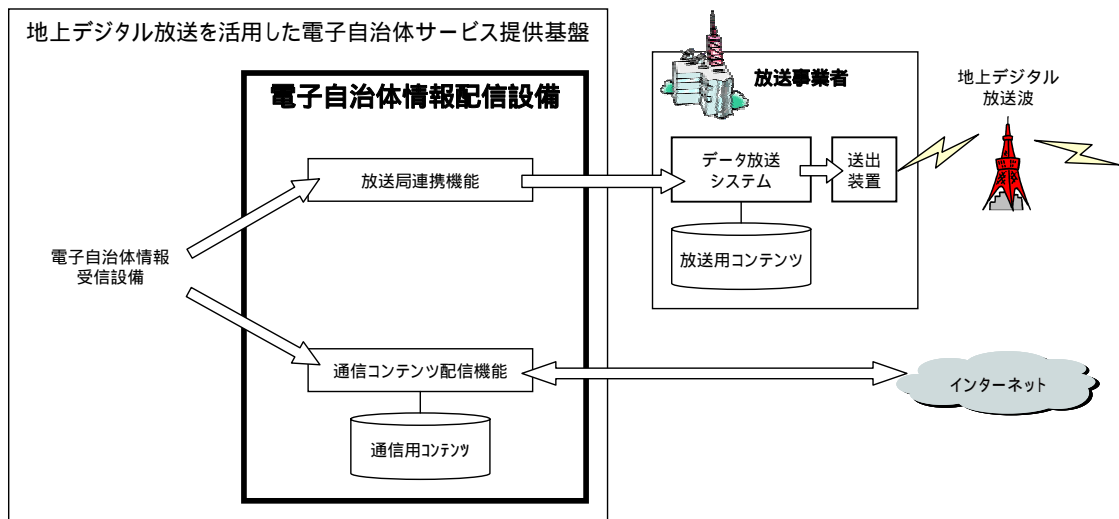 地上デジタル放送を活用した電子自治体サービス提供基盤
電子自治体情報配信設備
放送局連携機能
電子自治体情報
受信設備
通信コンテンツ配信機能
通信用コンテンツ
放送事業者
データ放送
システム
送出
装置
放送用コンテンツ
地上デジタル
放送波
インターネット